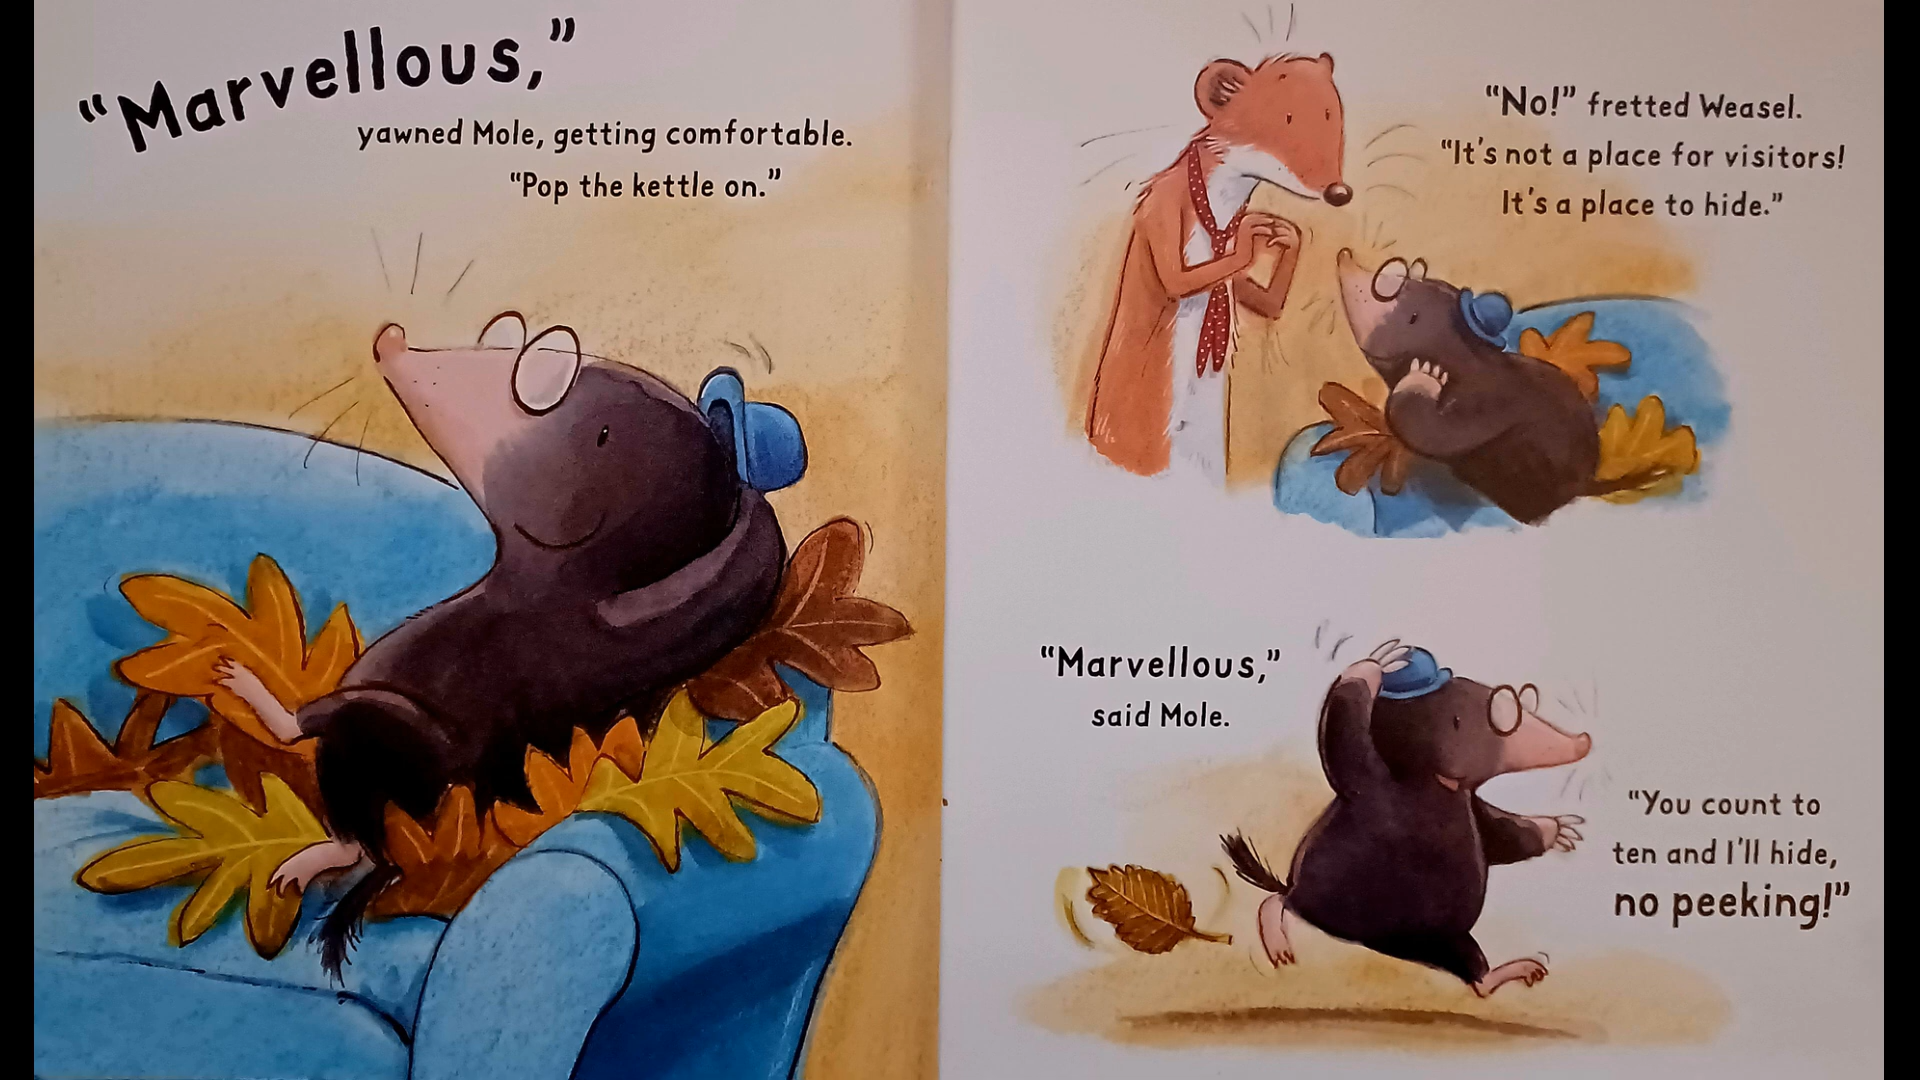 “Marvellous,”
yawned Mole, getting comfortable.
“Pop the kettle on.”
“No!” fretted Weasel.
“It’s not a place for visitors!
It’s a place to hide.”
“Marvellous,”
said Mole.
“You count to
ten and I’ll hide,
no peeking!”